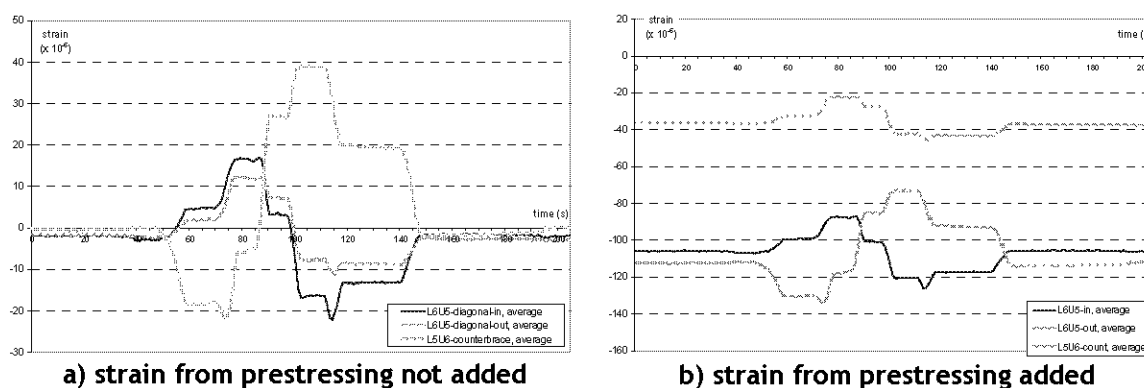 50
strain
(x 10⁻⁶)
40
30
20
10
time (s)
0
0 20 40 60 80 100 120 140 160 180 200
-10
-20
-30
L6U5-diagonal-in, average
L6U5-diagonal-out, average
L5U6-counterbrace, average
a) strain from prestressing not added
20
strain
(x 10⁻⁶)
time (s
0
0 20 40 60 80 100 120 140 160 180 200
-20
-40
-60
-80
-100
-120
-140
-160
L6U5-in, average
L6U5-out, average
L5U6-count, average
b) strain from prestressing added